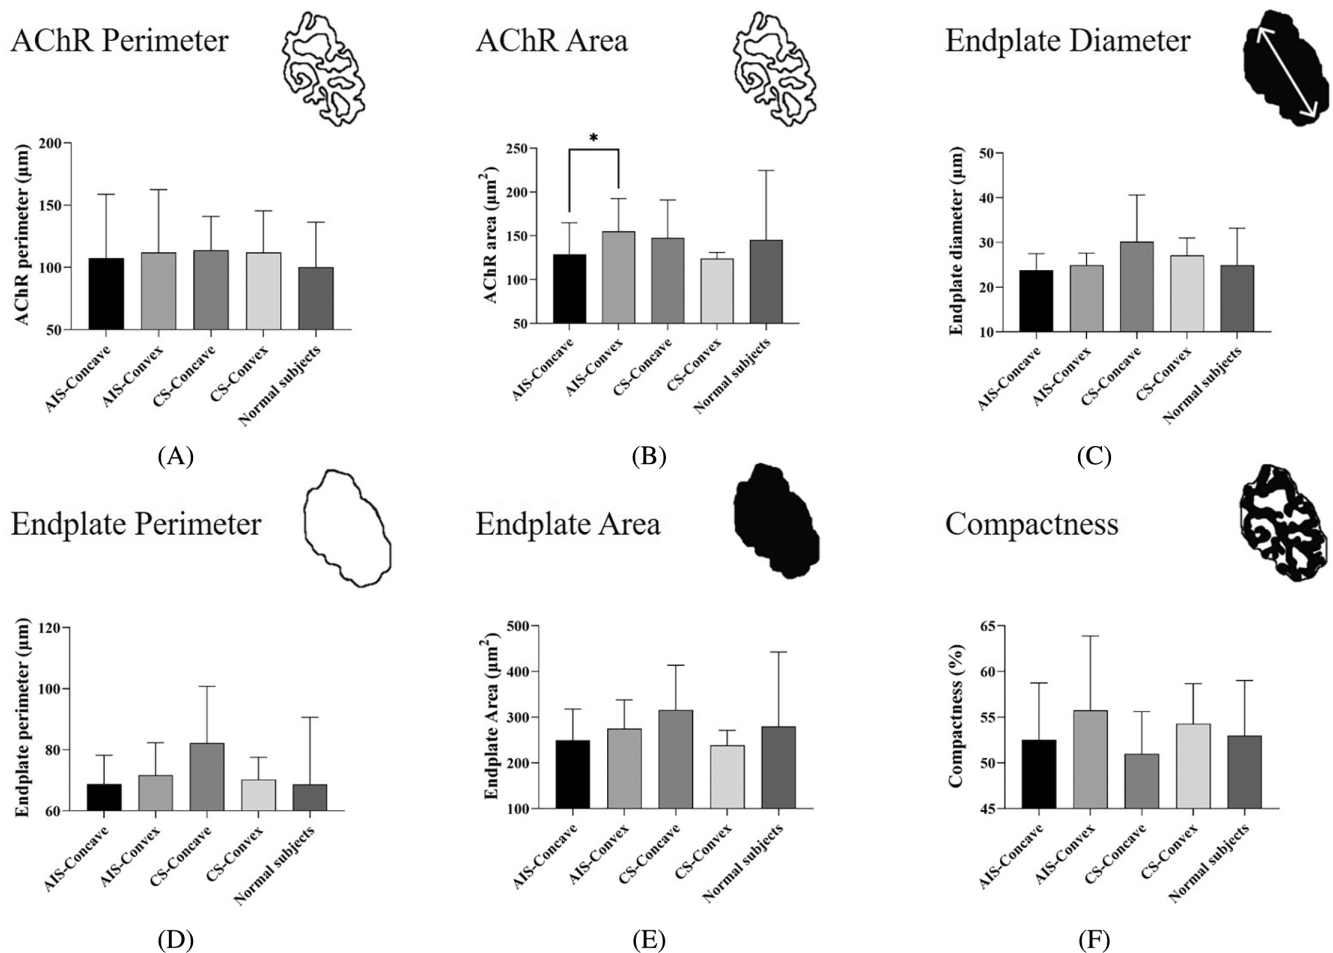 AChR Perimeter
AChR perimeter (µm)
200
150
100
50
AIS-Concave
AIS-Convex
CS-Concave
CS-Convex
Normal subjects
(A)
AChR Area
AChR area (µm²)
250
200
150
100
50
*
AIS-Concave
AIS-Convex
CS-Concave
CS-Convex
Normal subjects
(B)
Endplate Diameter
Endplate diameter (µm)
50
40
30
20
10
AIS-Concave
AIS-Convex
CS-Concave
CS-Convex
Normal subjects
(C)
Endplate Perimeter
Endplate perimeter (µm)
120
100
80
60
AIS-Concave
AIS-Convex
CS-Concave
CS-Convex
Normal subjects
(D)
Endplate Area
Endplate Area (µm²)
500
400
300
200
100
AIS-Concave
AIS-Convex
CS-Concave
CS-Convex
Normal subjects
(E)
Compactness
Compactness (%)
65
60
55
50
45
AIS-Concave
AIS-Convex
CS-Concave
CS-Convex
Normal subjects
(F)